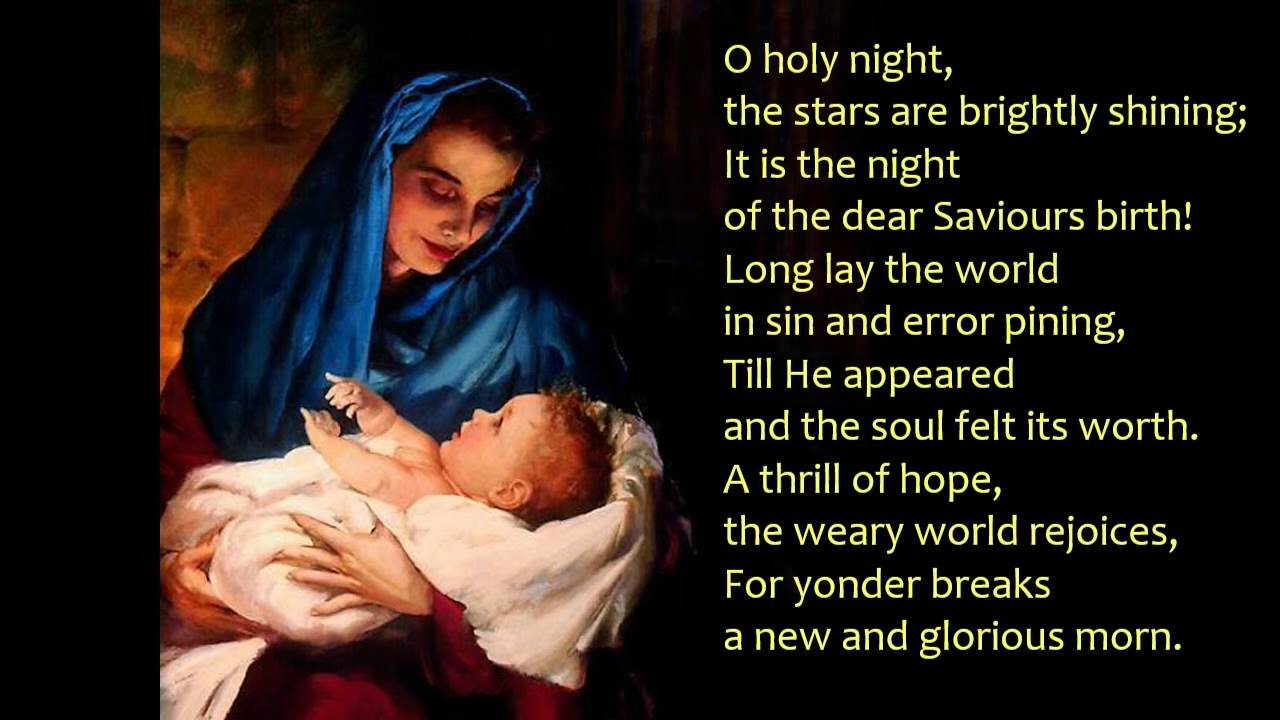 O holy night,
the stars are brightly shining;
It is the night
of the dear Saviours birth!
Long lay the world
in sin and error pining,
Till He appeared
and the soul felt its worth.
A thrill of hope,
the weary world rejoices,
For yonder breaks
a new and glorious morn.